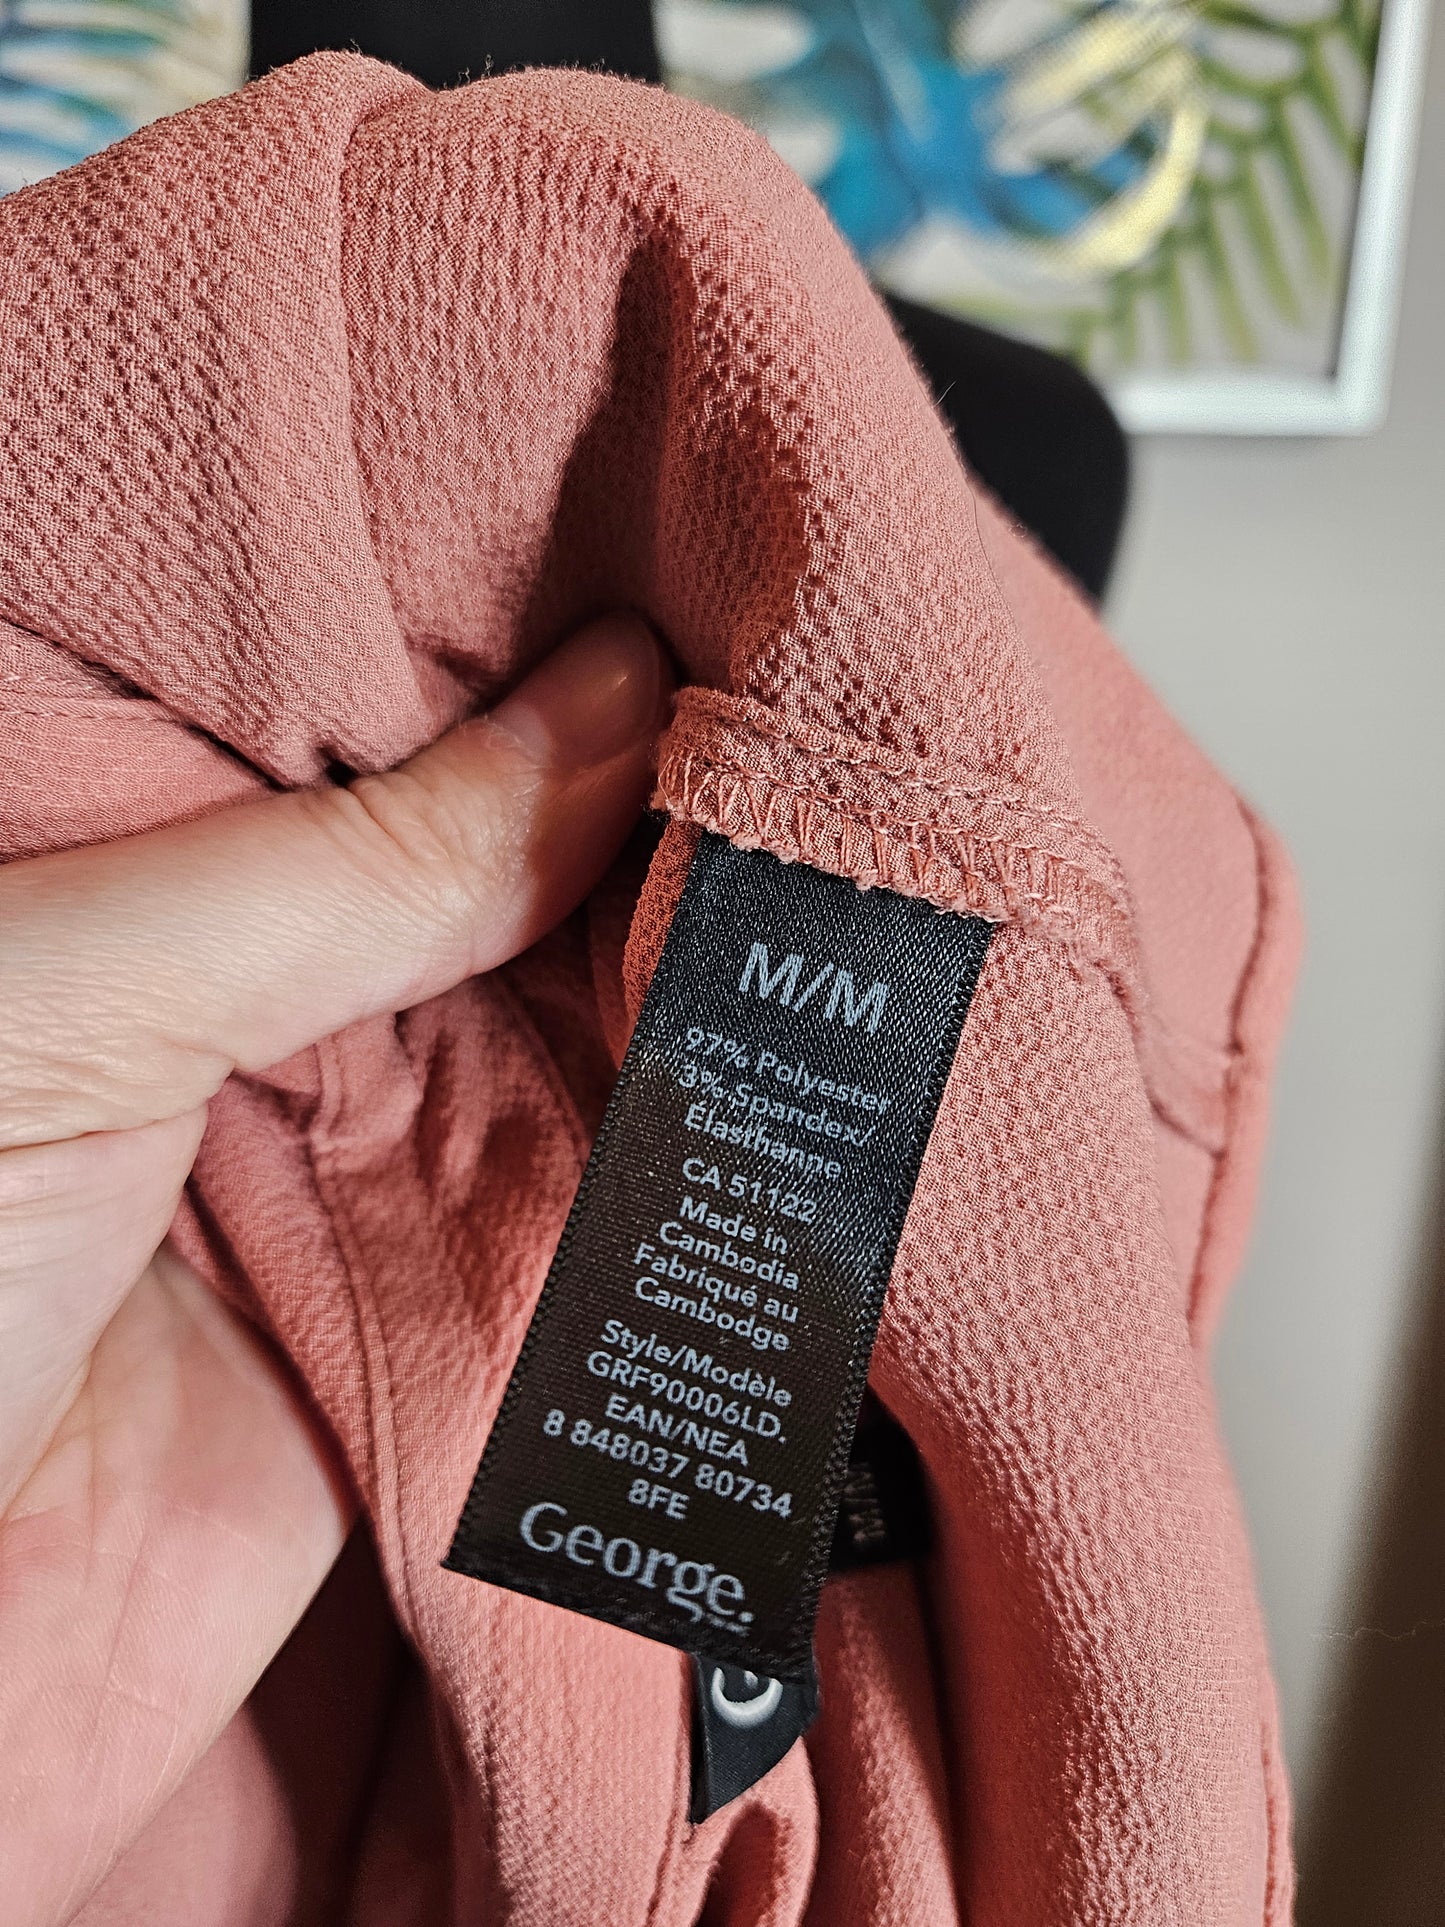 M/M
97% Polyester
3% Spandex/
Élasthanne
CA 51122
Made in
Cambodia
Fabriqué au
Cambodge
Style/Modèle
GRF90006LD.
EAN/NEA
8 848037 80734
8FE
George.
M/M